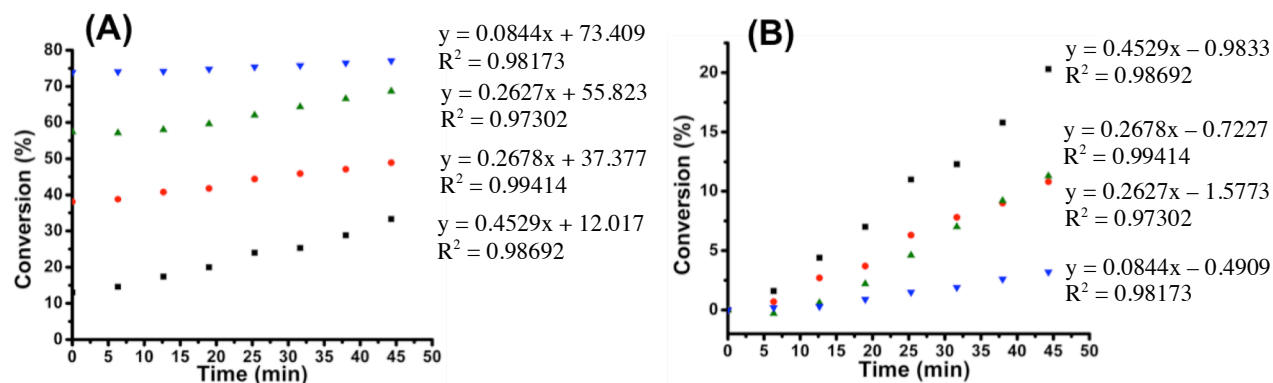 (A)
Conversion (%)
80
70
60
50
40
30
20
10
0
0 5 10 15 20 25 30 35 40 45 50
Time (min)
y = 0.0844x + 73.409
R² = 0.98173
y = 0.2627x + 55.823
R² = 0.97302
y = 0.2678x + 37.377
R² = 0.99414
y = 0.4529x + 12.017
R² = 0.98692
(B)
Conversion (%)
20
15
10
5
0
0 5 10 15 20 25 30 35 40 45 50
Time (min)
y = 0.4529x − 0.9833
R² = 0.98692
y = 0.2678x − 0.7227
R² = 0.99414
y = 0.2627x − 1.5773
R² = 0.97302
y = 0.0844x − 0.4909
R² = 0.98173